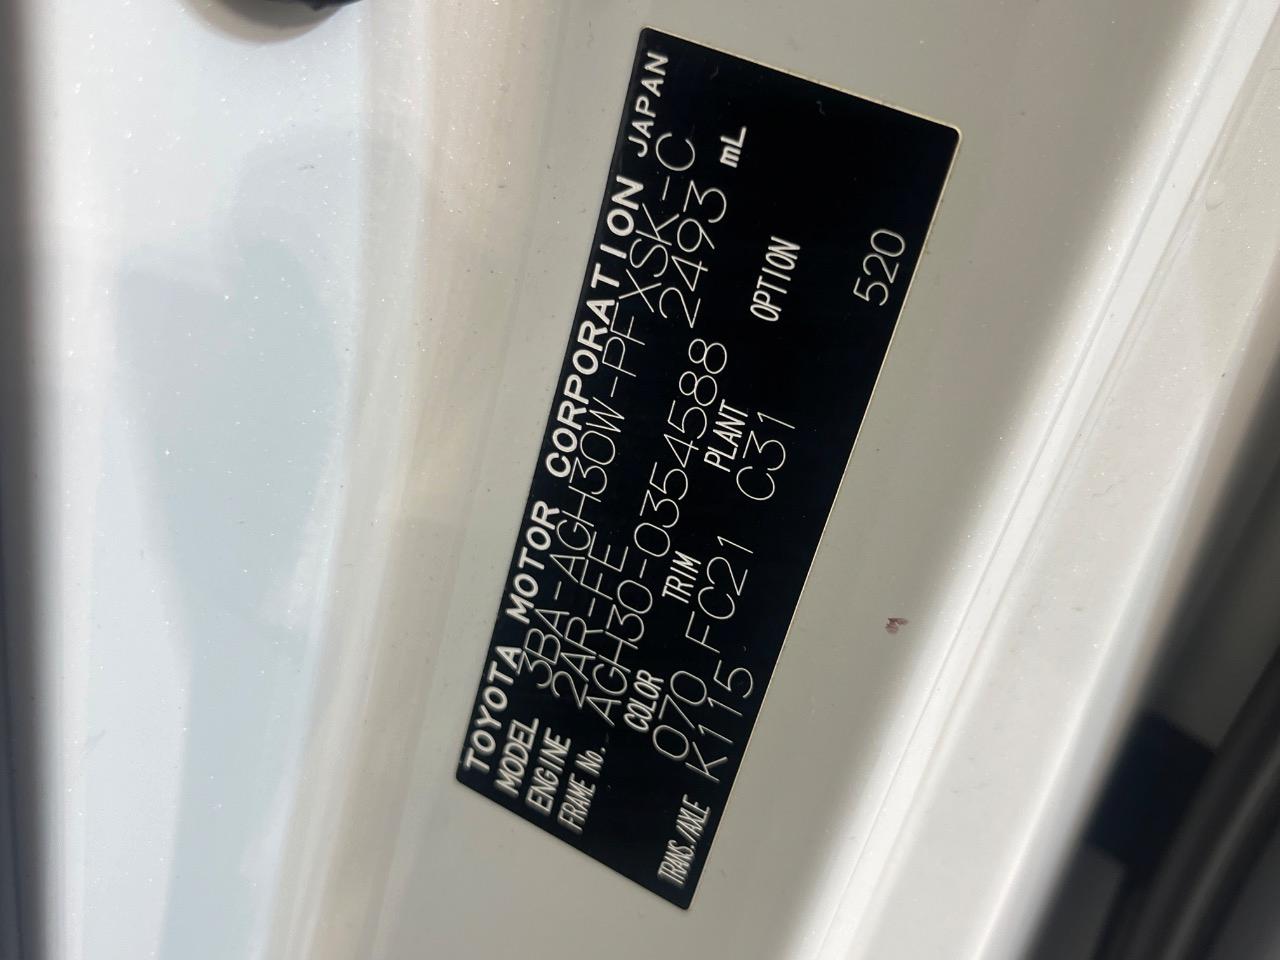 TOYOTA MOTOR CORPORATION JAPAN
MODEL 3BA-AGH30W-PFXSK-C
ENGINE 2AR-FE 2493 mL
FRAME No. AGH30-0354588
COLOR TRIM PLANT OPTION
070 FC21 C31 520
TRANS./AXLE K115